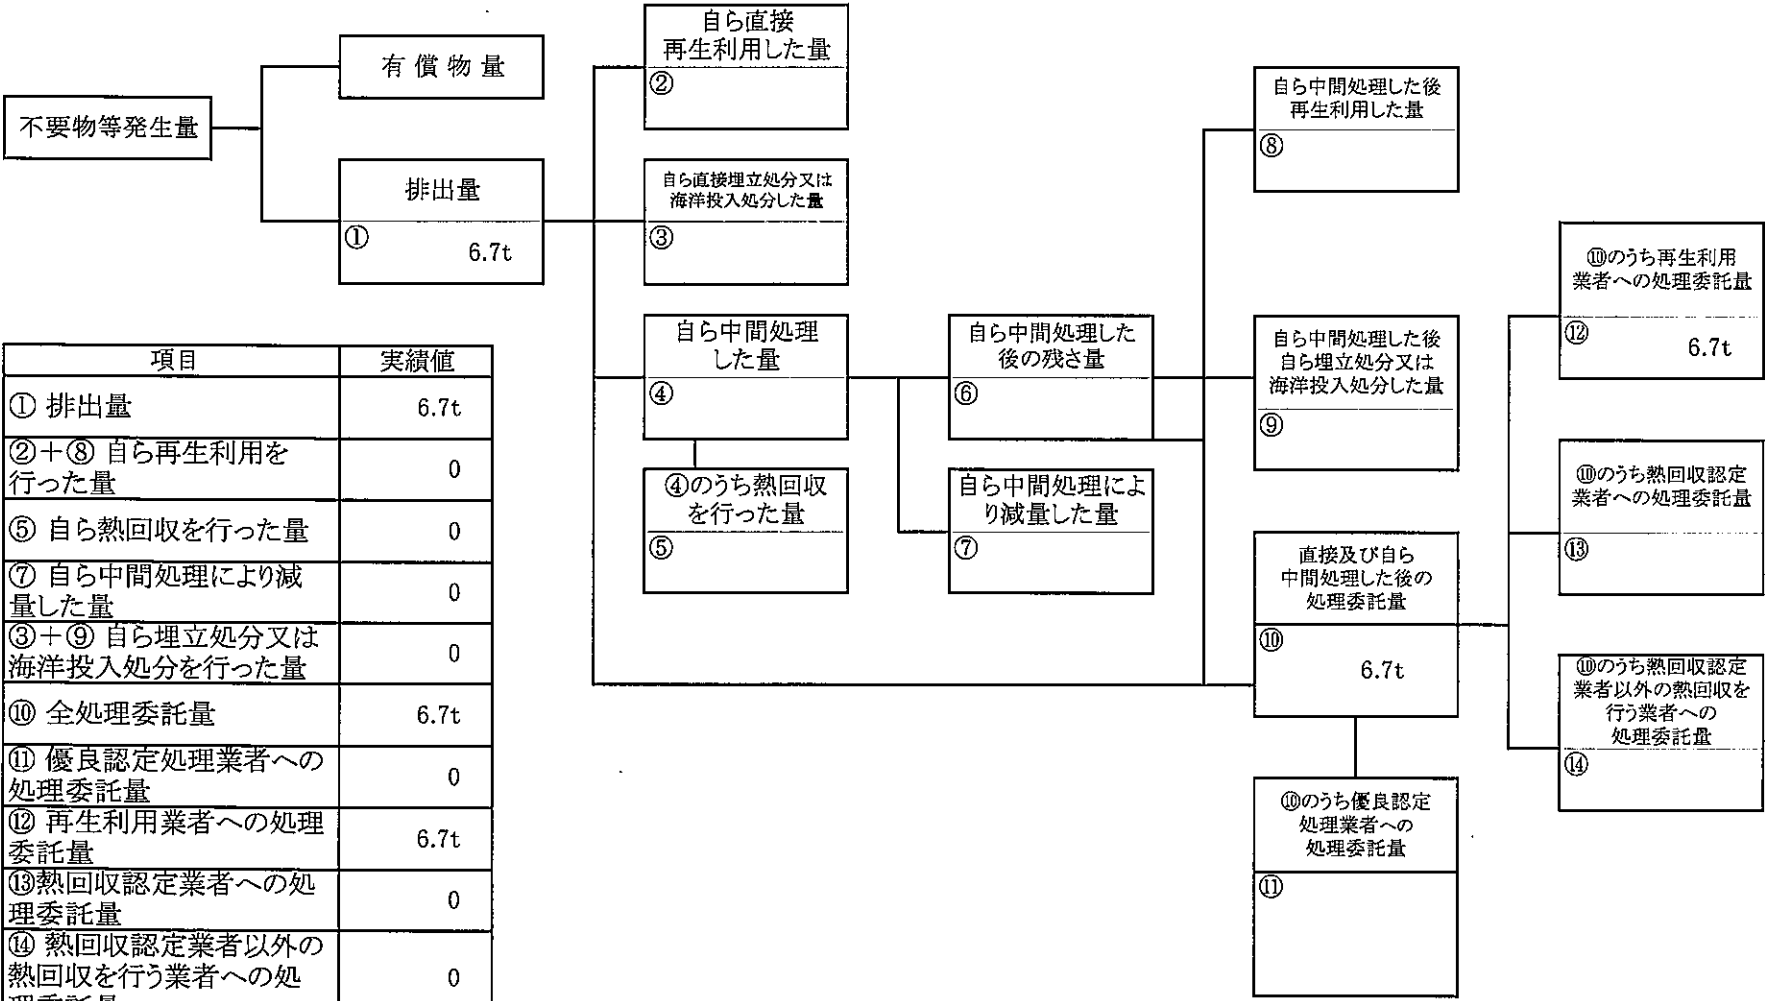 不要物等発生量
有償物量
排出量
①
6.7t
自ら直接
再生利用した量
②
自ら直接埋立処分又は
海洋投入処分した量
③
自ら中間処理
した量
④
④のうち熱回収
を行った量
⑤
自ら中間処理した
後の残さ量
⑥
自ら中間処理によ
り減量した量
⑦
自ら中間処理した後
再生利用した量
⑧
自ら中間処理した後
自ら埋立処分又は
海洋投入処分した量
⑨
直接及び自ら
中間処理した後の
処理委託量
⑩
6.7t
⑩のうち優良認定
処理業者への
処理委託量
⑪
⑩のうち再生利用
業者への処理委託量
⑫
6.7t
⑩のうち熱回収認定
業者への処理委託量
⑬
⑩のうち熱回収認定
業者以外の熱回収を
行う業者への
処理委託量
⑭
項目 実績値
① 排出量 6.7t
②+⑧ 自ら再生利用を
行った量 0
⑤ 自ら熱回収を行った量 0
⑦ 自ら中間処理により減
量した量 0
③+⑨ 自ら埋立処分又は
海洋投入処分を行った量 0
⑩ 全処理委託量 6.7t
⑪ 優良認定処理業者への
処理委託量 0
⑫ 再生利用業者への処理
委託量 6.7t
⑬熱回収認定業者への処
理委託量 0
⑭ 熱回収認定業者以外の
熱回収を行う業者への処 0